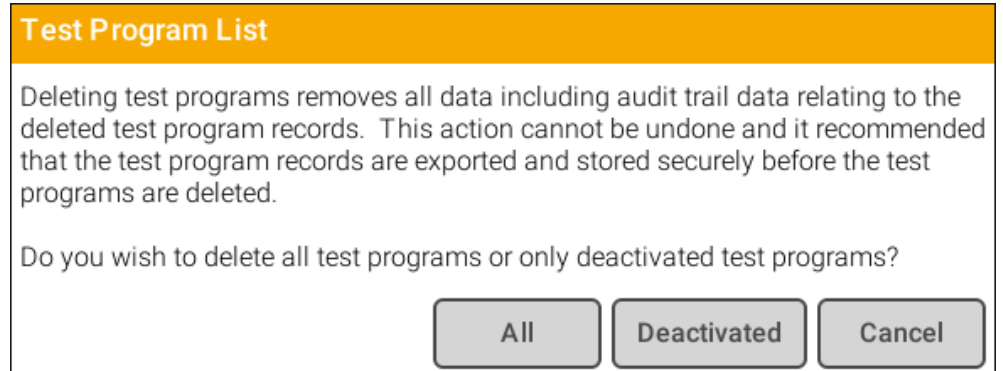 Test Program List
Deleting test programs removes all data including audit trail data relating to the
deleted test program records.  This action cannot be undone and it recommended
that the test program records are exported and stored securely before the test
programs are deleted.
Do you wish to delete all test programs or only deactivated test programs?
All Deactivated Cancel